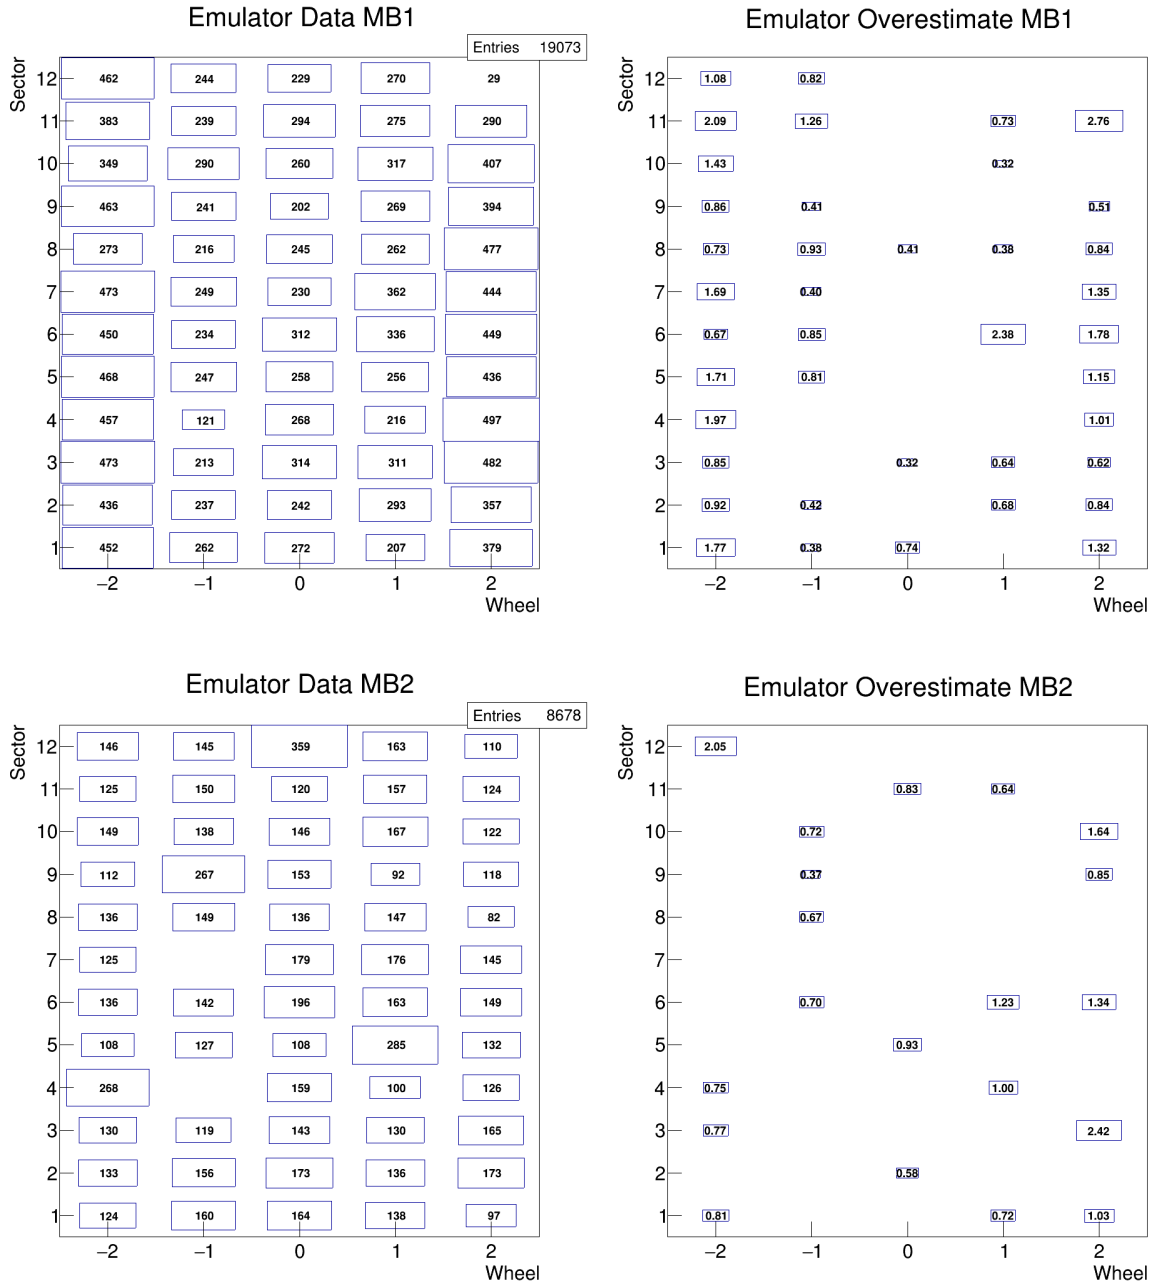 Emulator Data MB1
Entries 19073
Sector
12 462 244 229 270 29
11 383 239 294 275 290
10 349 290 260 317 407
9 463 241 202 269 394
8 273 216 245 262 477
7 473 249 230 362 444
6 450 234 312 336 449
5 468 247 258 256 436
4 457 121 268 216 497
3 473 213 314 311 482
2 436 237 242 293 357
1 452 262 272 207 379
−2 −1 0 1 2
Wheel
Emulator Overestimate MB1
Sector
12 1.08 0.82
11 2.09 1.26 0.73 2.76
10 1.43 0.32
9 0.86 0.41 0.51
8 0.73 0.93 0.41 0.38 0.84
7 1.69 0.40 1.35
6 0.67 0.85 2.38 1.78
5 1.71 0.81 1.15
4 1.97 1.01
3 0.85 0.32 0.64 0.62
2 0.92 0.42 0.68 0.84
1 1.77 0.38 0.74 1.32
−2 −1 0 1 2
Wheel
Emulator Data MB2
Entries 8678
Sector
12 146 145 359 163 110
11 125 150 120 157 124
10 149 138 146 167 122
9 112 267 153 92 118
8 136 149 136 147 82
7 125 179 176 145
6 136 142 196 163 149
5 108 127 108 285 132
4 268 159 100 126
3 130 119 143 130 165
2 133 156 173 136 173
1 124 160 164 138 97
−2 −1 0 1 2
Wheel
Emulator Overestimate MB2
Sector
12 2.05
11 0.83 0.64
10 0.72 1.64
9 0.37 0.85
8 0.67
7
6 0.70 1.23 1.34
5 0.93
4 0.75 1.00
3 0.77 2.42
2 0.58
1 0.81 0.72 1.03
−2 −1 0 1 2
Wheel